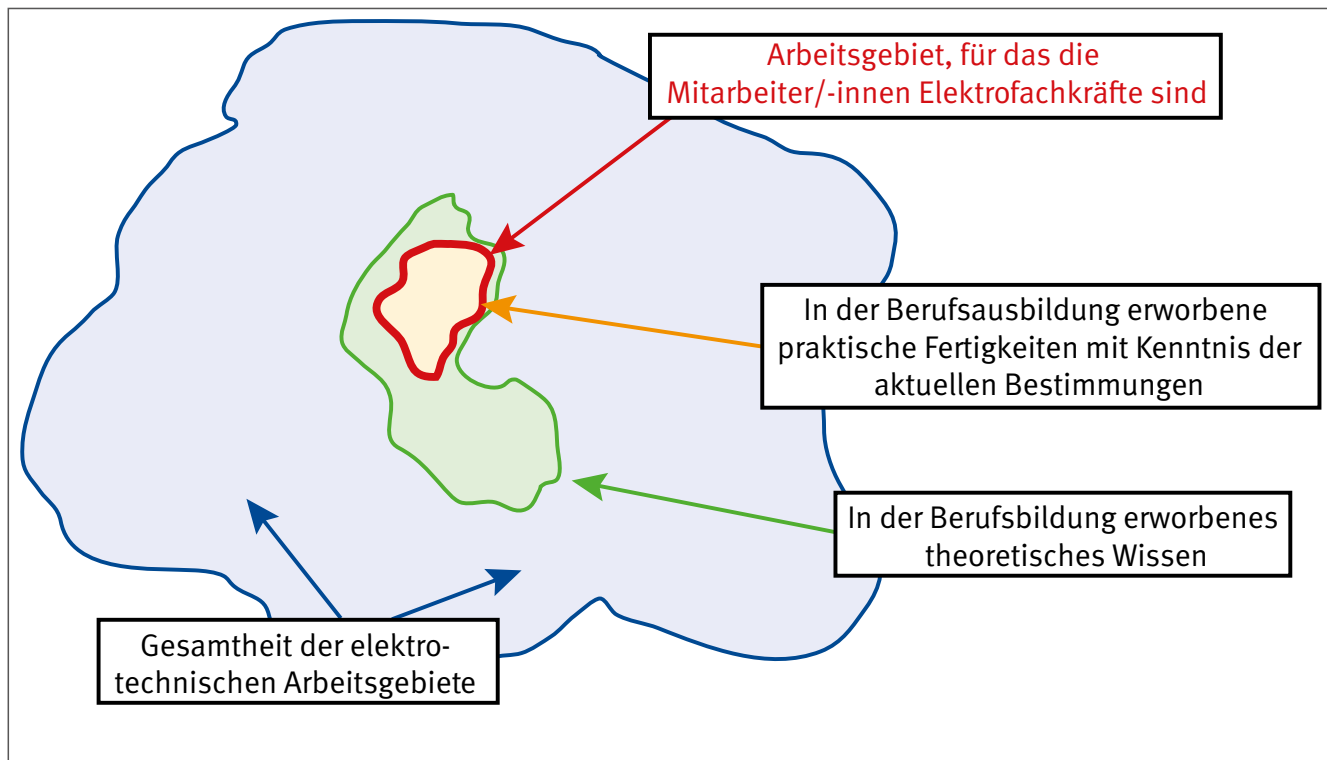 Arbeitsgebiet, für das die
Mitarbeiter/-innen Elektrofachkräfte sind
In der Berufsausbildung erworbene
praktische Fertigkeiten mit Kenntnis der
aktuellen Bestimmungen
In der Berufsbildung erworbenes
theoretisches Wissen
Gesamtheit der elektro-
technischen Arbeitsgebiete